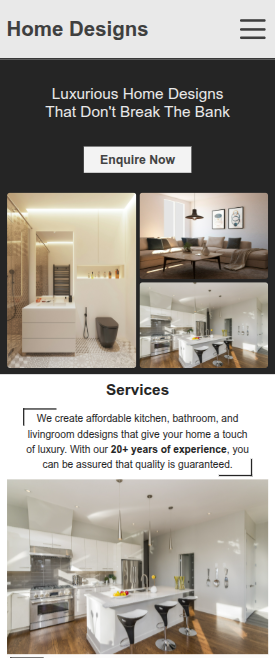 Home Designs
Luxurious Home Designs
That Don't Break The Bank
Enquire Now
Services
We create affordable kitchen, bathroom, and
livingroom ddesigns that give your home a touch
of luxury. With our 20+ years of experience, you
can be assured that quality is guaranteed.